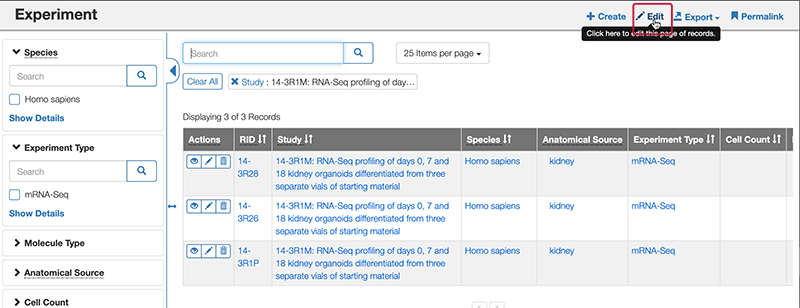 Experiment
Create
Edit
Export
Permalink
Click here to edit this page of records.
Species
Search
Homo sapiens
Show Details
Experiment Type
Search
mRNA-Seq
Show Details
Molecule Type
Anatomical Source
Cell Count
Search
25 Items per page
Clear All
Study : 14-3R1M: RNA-Seq profiling of day…
Displaying 3 of 3 Records
Actions RID Study Species Anatomical Source Experiment Type Cell Count
14- 14-3R1M: RNA-Seq profiling of days 0, 7 and Homo sapiens kidney mRNA-Seq
3R28 18 kidney organoids differentiated from three
separate vials of starting material
14- 14-3R1M: RNA-Seq profiling of days 0, 7 and Homo sapiens kidney mRNA-Seq
3R26 18 kidney organoids differentiated from three
separate vials of starting material
14- 14-3R1M: RNA-Seq profiling of days 0, 7 and Homo sapiens kidney mRNA-Seq
3R1P 18 kidney organoids differentiated from three
separate vials of starting material